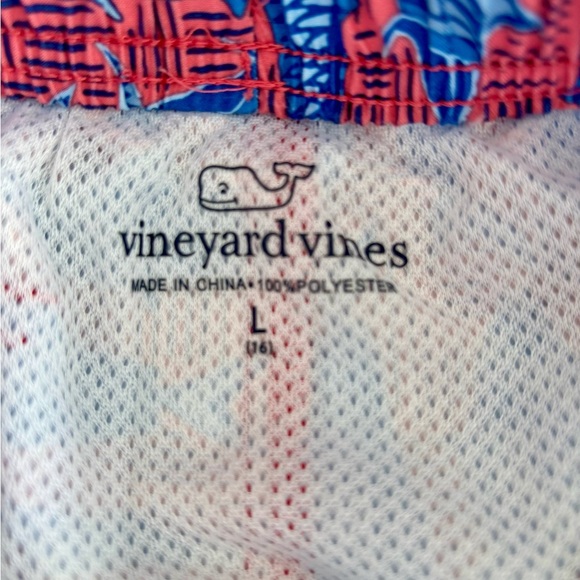 vineyard vines
MADE IN CHINA • 100%POLYESTER
L
(16)